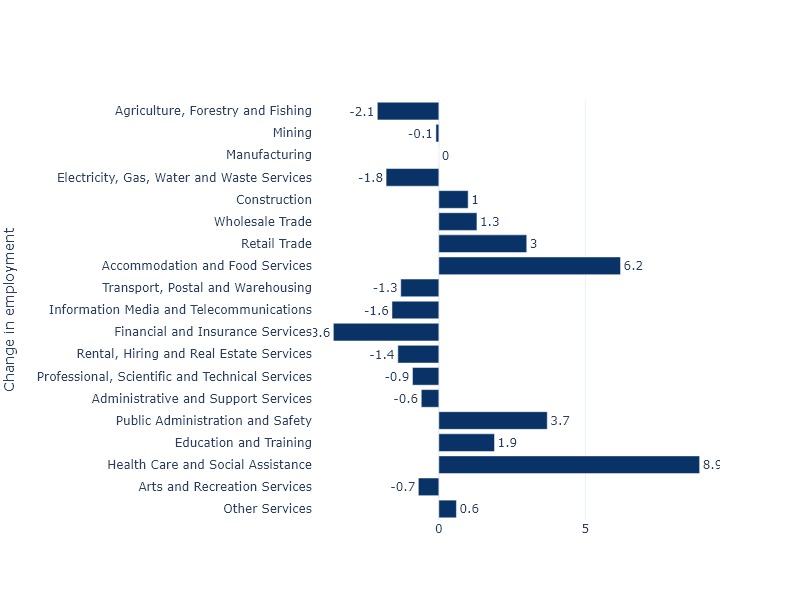 Change in employment
Agriculture, Forestry and Fishing -2.1
Mining -0.1
Manufacturing 0
Electricity, Gas, Water and Waste Services -1.8
Construction 1
Wholesale Trade 1.3
Retail Trade 3
Accommodation and Food Services 6.2
Transport, Postal and Warehousing -1.3
Information Media and Telecommunications -1.6
Financial and Insurance Services 3.6
Rental, Hiring and Real Estate Services -1.4
Professional, Scientific and Technical Services -0.9
Administrative and Support Services -0.6
Public Administration and Safety 3.7
Education and Training 1.9
Health Care and Social Assistance 8.9
Arts and Recreation Services -0.7
Other Services 0.6
0 5